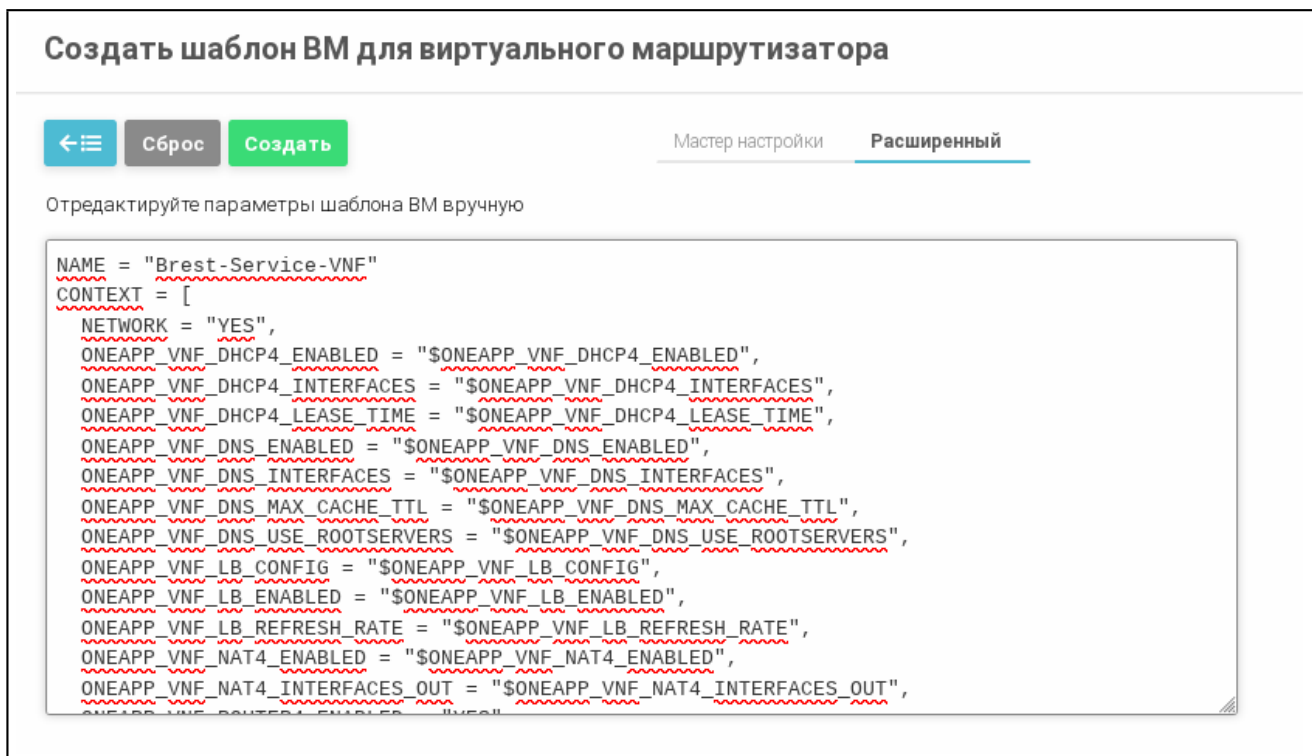 Создать шаблон ВМ для виртуального маршрутизатора
Сброс Создать Мастер настройки Расширенный
Отредактируйте параметры шаблона ВМ вручную
NAME = "Brest-Service-VNF"
CONTEXT = [
NETWORK = "YES",
ONEAPP_VNF_DHCP4_ENABLED = "$ONEAPP_VNF_DHCP4_ENABLED",
ONEAPP_VNF_DHCP4_INTERFACES = "$ONEAPP_VNF_DHCP4_INTERFACES",
ONEAPP_VNF_DHCP4_LEASE_TIME = "$ONEAPP_VNF_DHCP4_LEASE_TIME",
ONEAPP_VNF_DNS_ENABLED = "$ONEAPP_VNF_DNS_ENABLED",
ONEAPP_VNF_DNS_INTERFACES = "$ONEAPP_VNF_DNS_INTERFACES",
ONEAPP_VNF_DNS_MAX_CACHE_TTL = "$ONEAPP_VNF_DNS_MAX_CACHE_TTL",
ONEAPP_VNF_DNS_USE_ROOTSERVERS = "$ONEAPP_VNF_DNS_USE_ROOTSERVERS",
ONEAPP_VNF_LB_CONFIG = "$ONEAPP_VNF_LB_CONFIG",
ONEAPP_VNF_LB_ENABLED = "$ONEAPP_VNF_LB_ENABLED",
ONEAPP_VNF_LB_REFRESH_RATE = "$ONEAPP_VNF_LB_REFRESH_RATE",
ONEAPP_VNF_NAT4_ENABLED = "$ONEAPP_VNF_NAT4_ENABLED",
ONEAPP_VNF_NAT4_INTERFACES_OUT = "$ONEAPP_VNF_NAT4_INTERFACES_OUT",